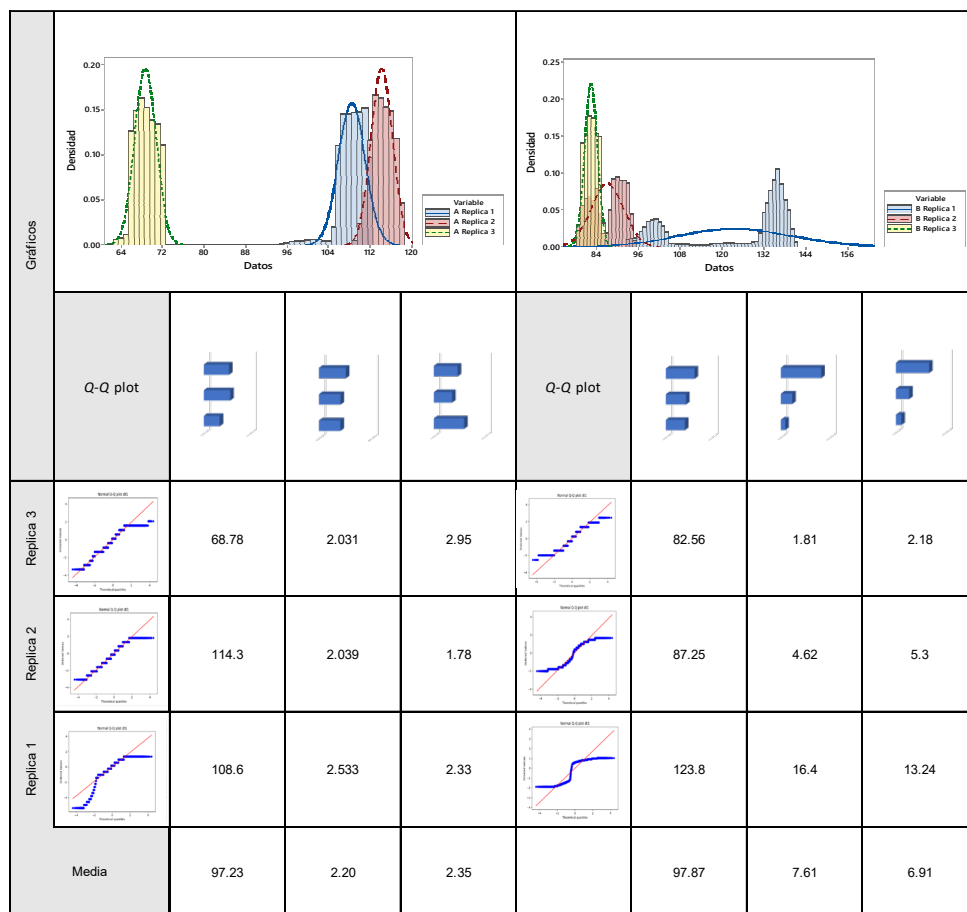 Gráficos
0.20
0.15
0.10
0.05
0.00
Densidad
64 72 80 88 96 104 112 120
Datos
Variable
A Replica 1
A Replica 2
A Replica 3
0.25
0.20
0.15
0.10
0.05
0.00
Densidad
84 96 108 120 132 144 156
Datos
Variable
B Replica 1
B Replica 2
B Replica 3
Q-Q plot
Q-Q plot
Replica 3
68.78 2.031 2.95
82.56 1.81 2.18
Replica 2
114.3 2.039 1.78
87.25 4.62 5.3
Replica 1
108.6 2.533 2.33
123.8 16.4 13.24
Media 97.23 2.20 2.35 97.87 7.61 6.91